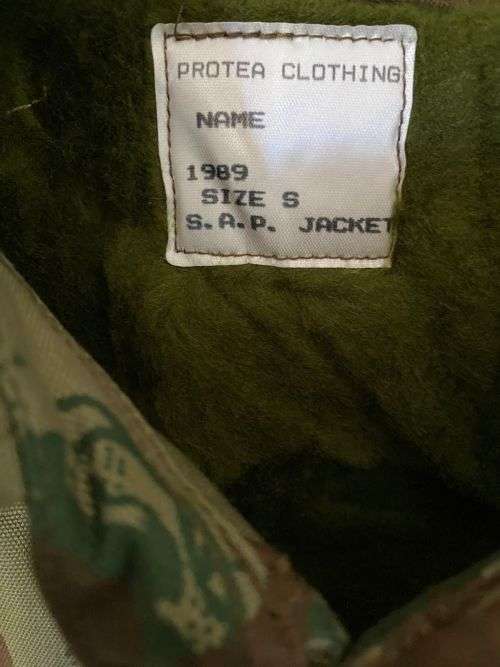 PROTEA CLOTHING
NAME
1989
SIZE S
S.A.P. JACKET